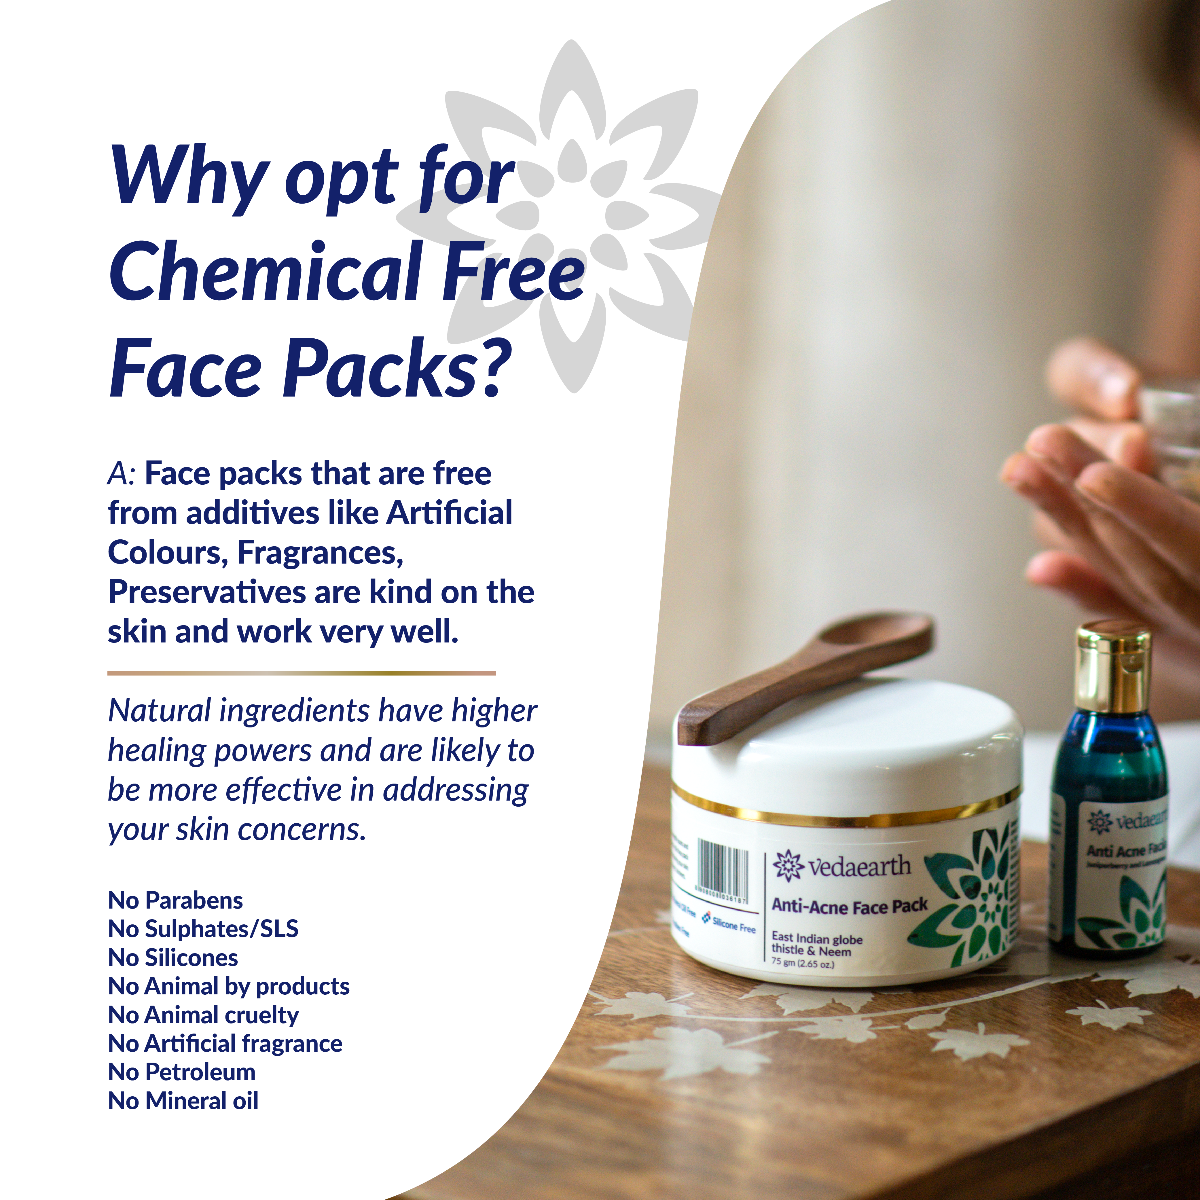 Why opt for
Chemical Free
Face Packs?
A: Face packs that are free
from additives like Artificial
Colours, Fragrances,
Preservatives are kind on the
skin and work very well.
Natural ingredients have higher
healing powers and are likely to
be more effective in addressing
your skin concerns.
No Parabens
No Sulphates/SLS
No Silicones
No Animal by products
No Animal cruelty
No Artificial fragrance
No Petroleum
No Mineral oil
vedaearth
Anti-Acne Face Pack
East Indian globe
thistle & Neem
75 gm (2.65 oz.)
Silicone Free
Anti Acne